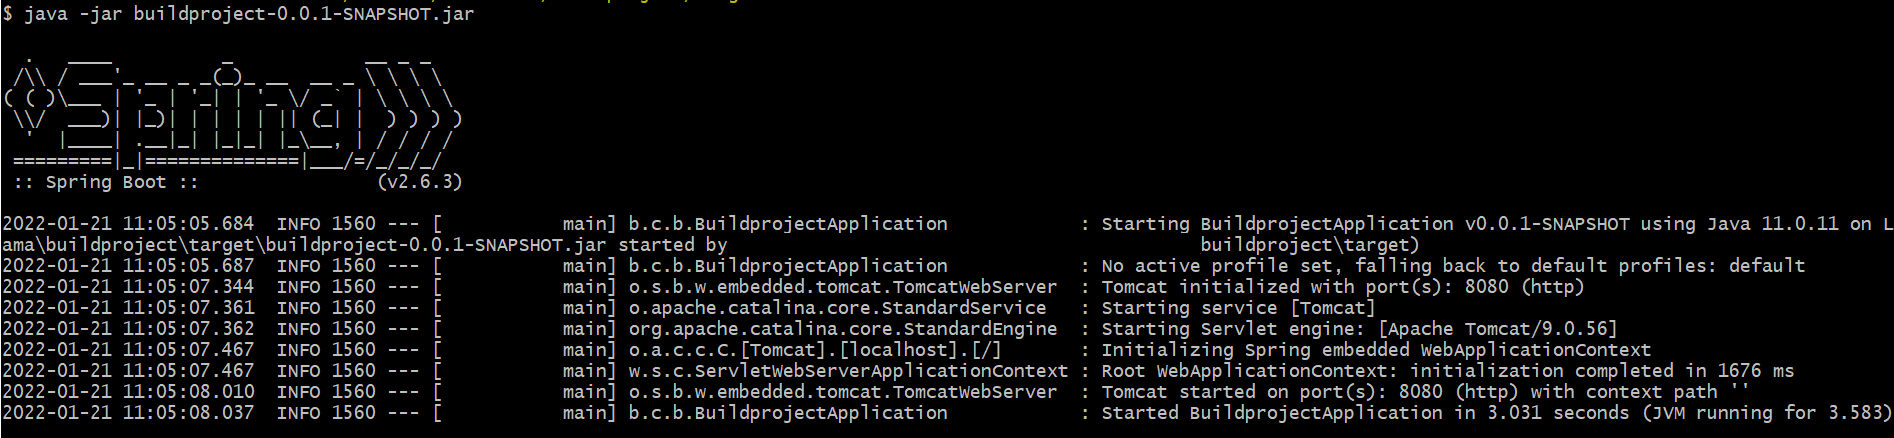 $ java -jar buildproject-0.0.1-SNAPSHOT.jar
  .   ____          _            __ _ _
 /\\ / ___'_ __ _ _(_)_ __  __ _ \ \ \ \
( ( )\___ | '_ | '_| | '_ \/ _` | \ \ \ \
 \\/  ___)| |_)| | | | | || (_| |  ) ) ) )
  '  |____| .__|_| |_|_| |_\__, | / / / /
 =========|_|==============|___/=/_/_/_/
 :: Spring Boot ::                (v2.6.3)
2022-01-21 11:05:05.684  INFO 1560 --- [           main] b.c.b.BuildprojectApplication            : Starting BuildprojectApplication v0.0.1-SNAPSHOT using Java 11.0.11 on L
ama\buildproject\target\buildproject-0.0.1-SNAPSHOT.jar started by                                           buildproject\target)
2022-01-21 11:05:05.687  INFO 1560 --- [           main] b.c.b.BuildprojectApplication            : No active profile set, falling back to default profiles: default
2022-01-21 11:05:07.344  INFO 1560 --- [           main] o.s.b.w.embedded.tomcat.TomcatWebServer  : Tomcat initialized with port(s): 8080 (http)
2022-01-21 11:05:07.361  INFO 1560 --- [           main] o.apache.catalina.core.StandardService   : Starting service [Tomcat]
2022-01-21 11:05:07.362  INFO 1560 --- [           main] org.apache.catalina.core.StandardEngine  : Starting Servlet engine: [Apache Tomcat/9.0.56]
2022-01-21 11:05:07.467  INFO 1560 --- [           main] o.a.c.c.C.[Tomcat].[localhost].[/]       : Initializing Spring embedded WebApplicationContext
2022-01-21 11:05:07.467  INFO 1560 --- [           main] w.s.c.ServletWebServerApplicationContext : Root WebApplicationContext: initialization completed in 1676 ms
2022-01-21 11:05:08.010  INFO 1560 --- [           main] o.s.b.w.embedded.tomcat.TomcatWebServer  : Tomcat started on port(s): 8080 (http) with context path ''
2022-01-21 11:05:08.037  INFO 1560 --- [           main] b.c.b.BuildprojectApplication            : Started BuildprojectApplication in 3.031 seconds (JVM running for 3.583)